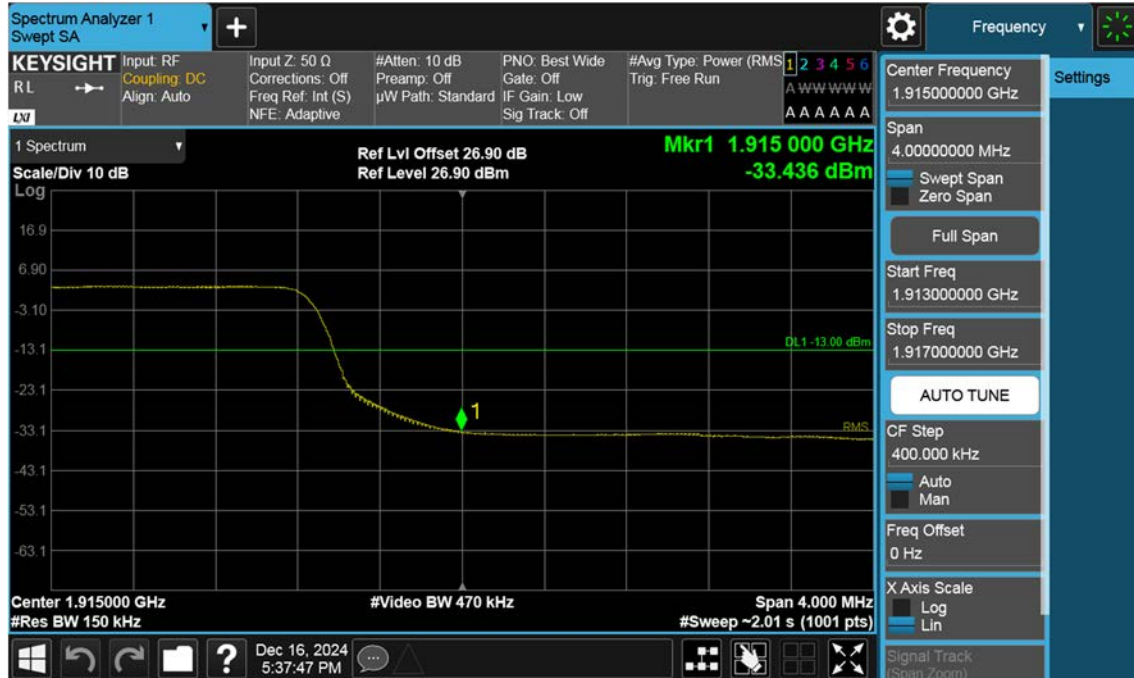 Spectrum Analyzer 1
Swept SA
Frequency
KEYSIGHT
RL
LXI
Input: RF
Coupling: DC
Align: Auto
Input Z: 50 Ω
Corrections: Off
Freq Ref: Int (S)
NFE: Adaptive
#Atten: 10 dB
Preamp: Off
µW Path: Standard
PNO: Best Wide
Gate: Off
IF Gain: Low
Sig Track: Off
#Avg Type: Power (RMS
Trig: Free Run
1 2 3 4 5 6
A W W W W W
A A A A A A
1 Spectrum
Scale/Div 10 dB
Log
Ref Lvl Offset 26.90 dB
Ref Level 26.90 dBm
Mkr1 1.915 000 GHz
-33.436 dBm
16.9
6.90
-3.10
-13.1
DL1 -13.00 dBm
-23.1
1
-33.1
RMS
-43.1
-53.1
-63.1
Center 1.915000 GHz
#Video BW 470 kHz
Span 4.000 MHz
#Res BW 150 kHz
#Sweep ~2.01 s (1001 pts)
?
Dec 16, 2024
5:37:47 PM
Center Frequency
1.915000000 GHz
Settings
Span
4.00000000 MHz
Swept Span
Zero Span
Full Span
Start Freq
1.913000000 GHz
Stop Freq
1.917000000 GHz
AUTO TUNE
CF Step
400.000 kHz
Auto
Man
Freq Offset
0 Hz
X Axis Scale
Log
Lin
Signal Track
(Span Zoom)